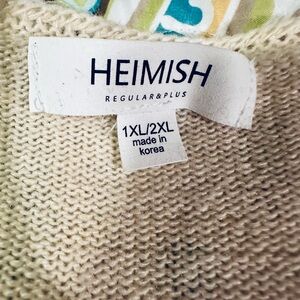 HEIMISH
REGULAR&PLUS
1XL/2XL
made in
korea